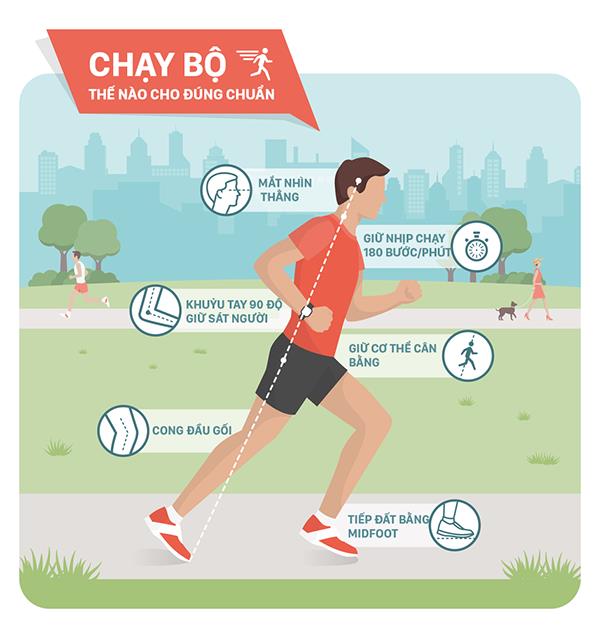 CHẠY BỘ
THẾ NÀO CHO ĐÚNG CHUẨN
MẮT NHÌN
THẲNG
GIỮ NHỊP CHẠY
180 BƯỚC/PHÚT
KHUỶU TAY 90 ĐỘ
GIỮ SÁT NGƯỜI
GIỮ CƠ THỂ CÂN
BẰNG
CONG ĐẦU GỐI
TIẾP ĐẤT BẰNG
MIDFOOT